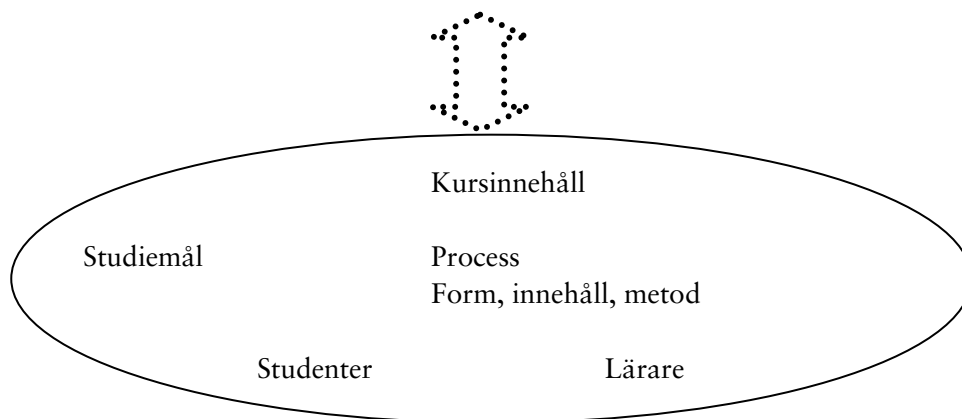 Kursinnehåll
Studiemål Process
Form, innehåll, metod
Studenter Lärare